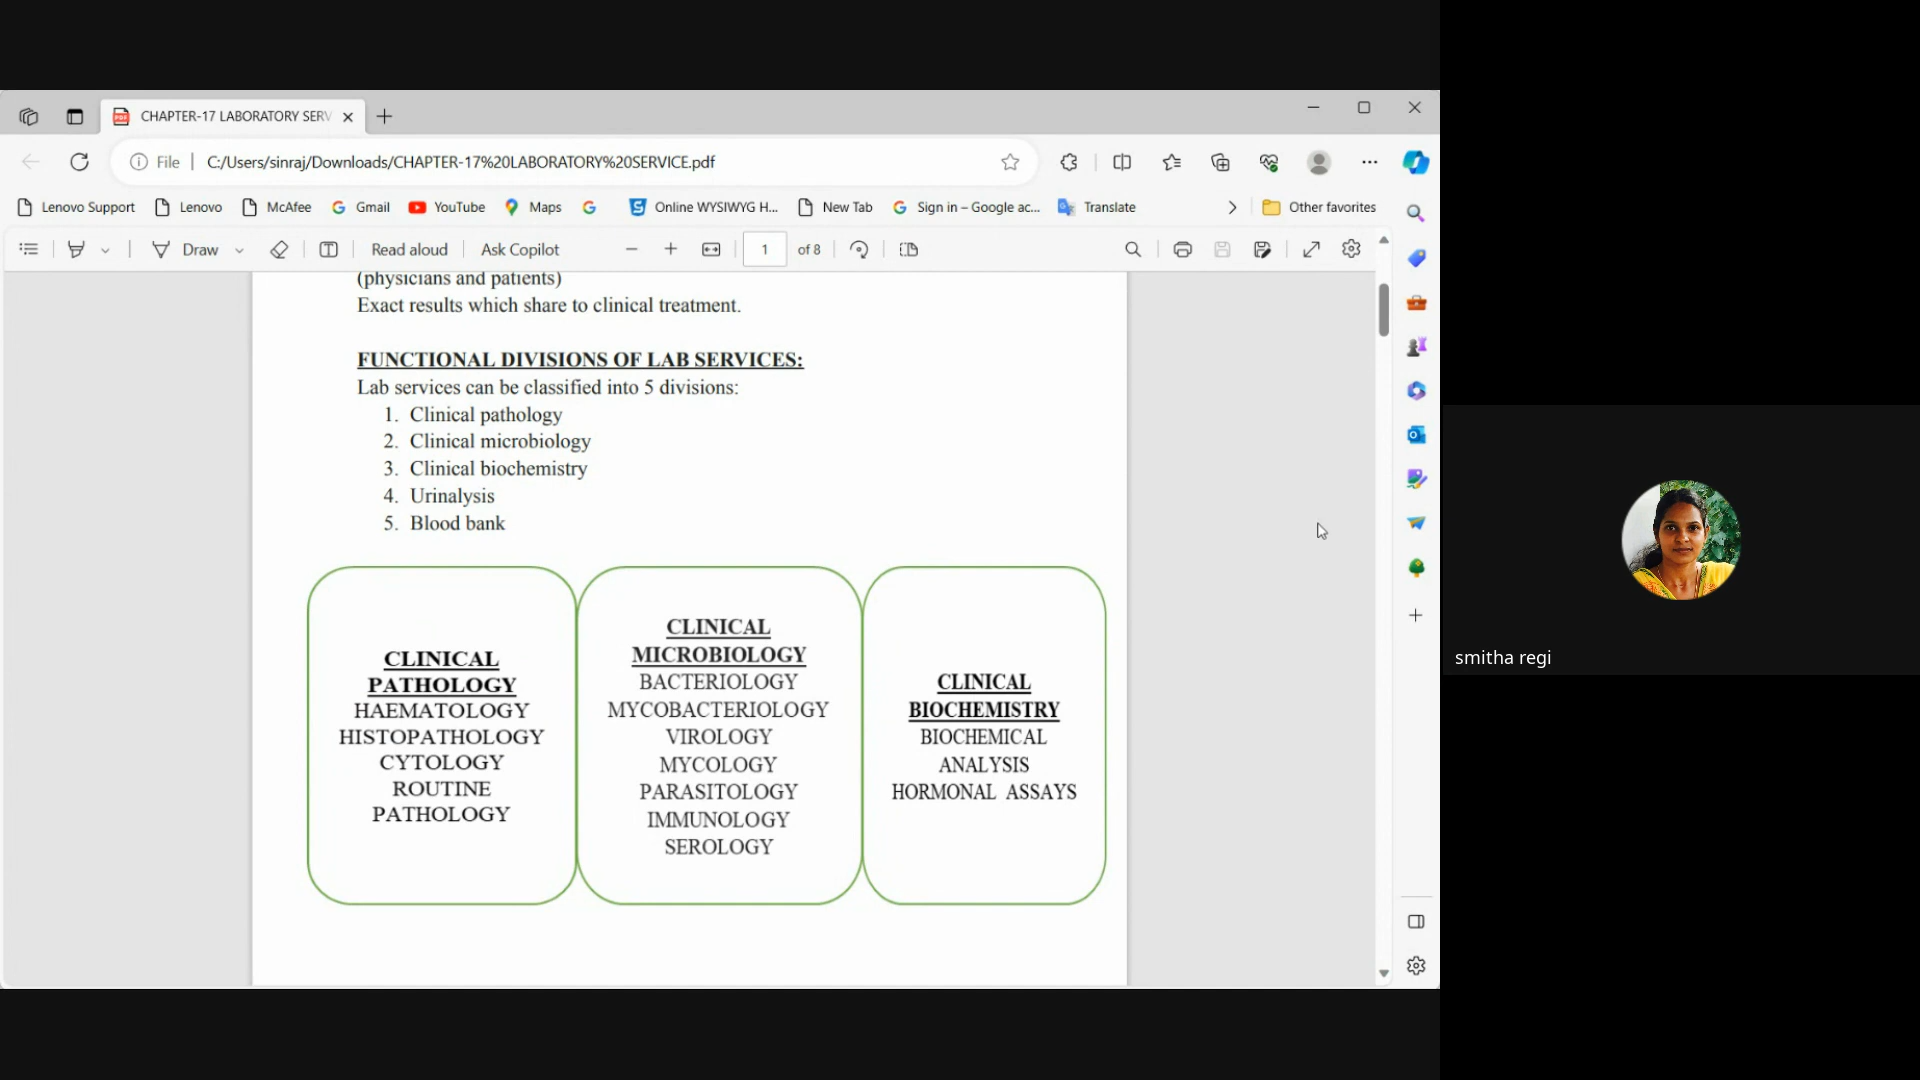 CHAPTER-17 LABORATORY SERV
File
C:/Users/sinraj/Downloads/CHAPTER-17%20LABORATORY%20SERVICE.pdf
Lenovo Support
Lenovo
McAfee
Gmail
YouTube
Maps
Online WYSIWYG H...
New Tab
Sign in – Google ac...
Translate
Other favorites
Draw
Read aloud
Ask Copilot
1
of 8
(physicians and patients)
Exact results which share to clinical treatment.
FUNCTIONAL DIVISIONS OF LAB SERVICES:
Lab services can be classified into 5 divisions:
1. Clinical pathology
2. Clinical microbiology
3. Clinical biochemistry
4. Urinalysis
5. Blood bank
CLINICAL
PATHOLOGY
HAEMATOLOGY
HISTOPATHOLOGY
CYTOLOGY
ROUTINE
PATHOLOGY
CLINICAL
MICROBIOLOGY
BACTERIOLOGY
MYCOBACTERIOLOGY
VIROLOGY
MYCOLOGY
PARASITOLOGY
IMMUNOLOGY
SEROLOGY
CLINICAL
BIOCHEMISTRY
BIOCHEMICAL
ANALYSIS
HORMONAL ASSAYS
smitha regi